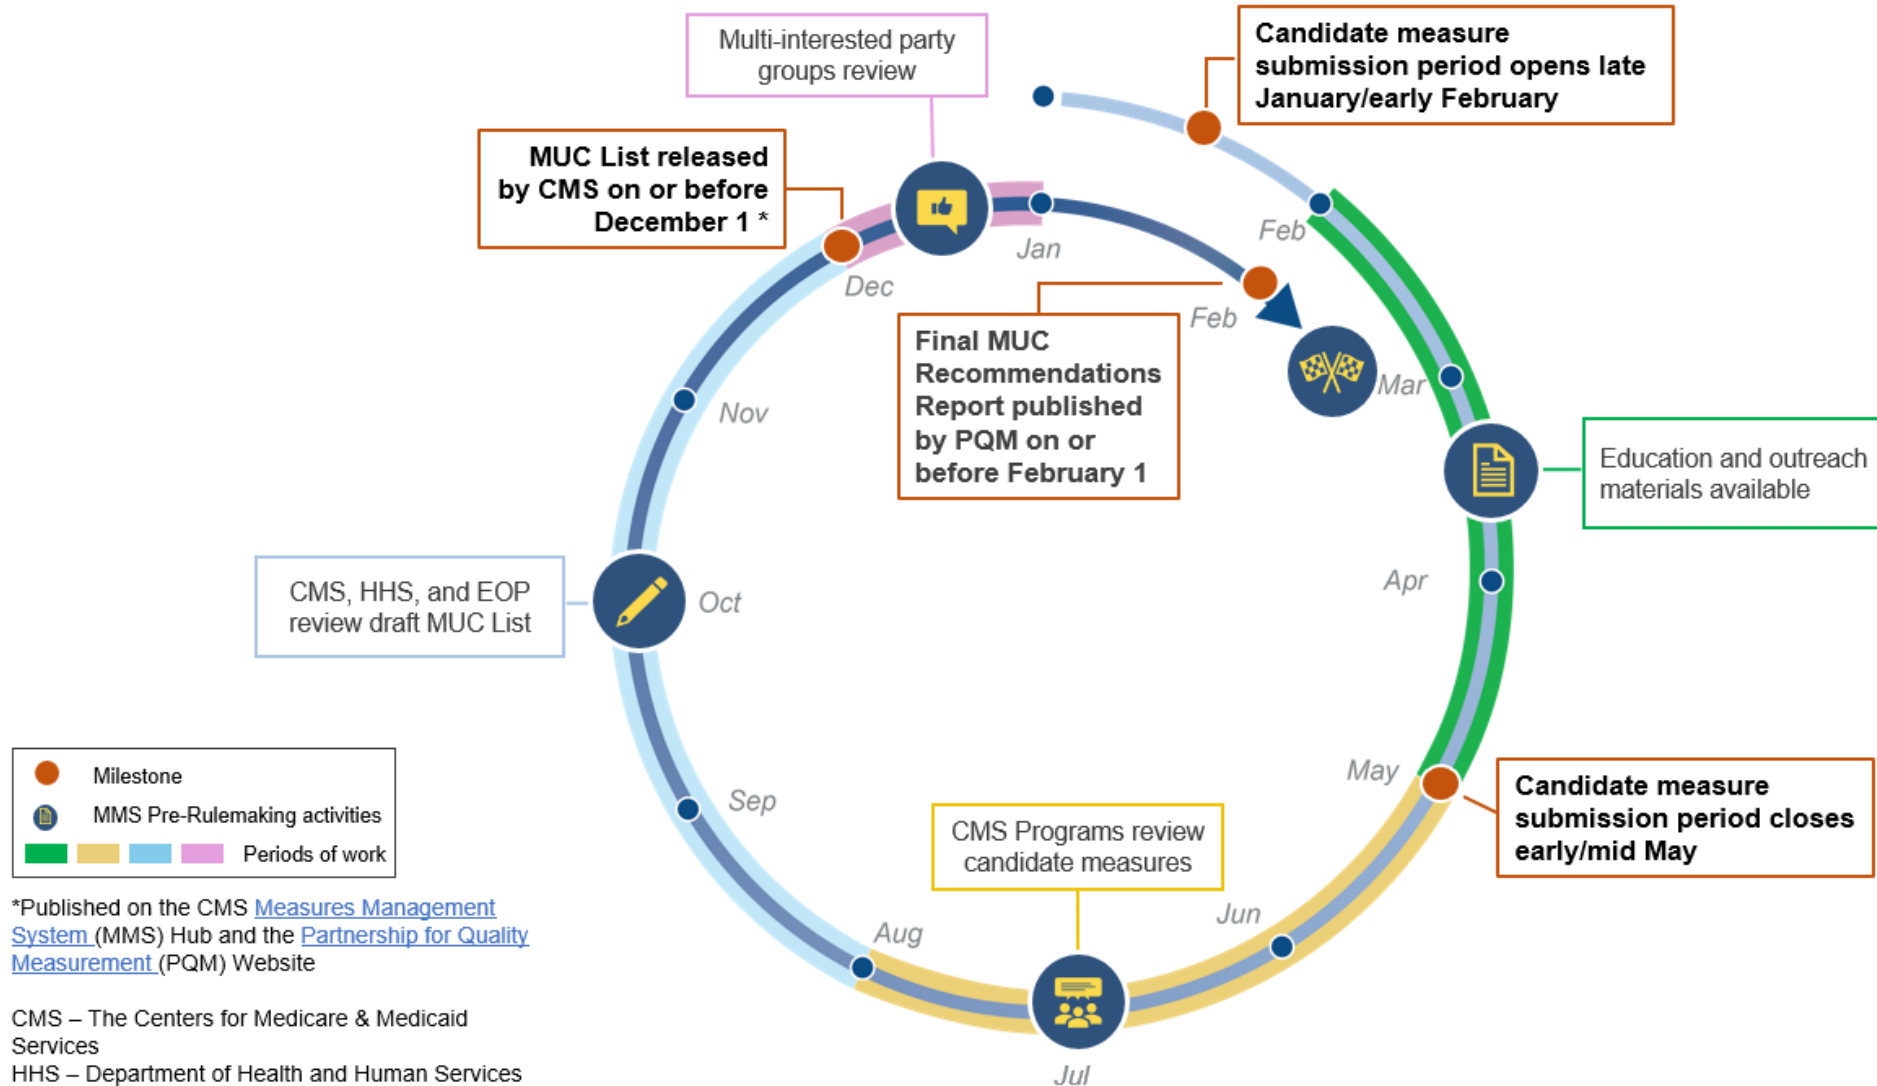 Multi-interested party
groups review
Candidate measure
submission period opens late
January/early February
MUC List released
by CMS on or before
December 1 *
Dec
Jan
Feb
Feb
Final MUC
Recommendations
Report published
by PQM on or
before February 1
Mar
Nov
Education and outreach
materials available
CMS, HHS, and EOP
review draft MUC List
Oct
Apr
May
Candidate measure
submission period closes
early/mid May
Sep
CMS Programs review
candidate measures
Jun
Aug
Jul
Milestone
MMS Pre-Rulemaking activities
Periods of work
*Published on the CMS Measures Management
System (MMS) Hub and the Partnership for Quality
Measurement (PQM) Website
CMS – The Centers for Medicare & Medicaid
Services
HHS – Department of Health and Human Services